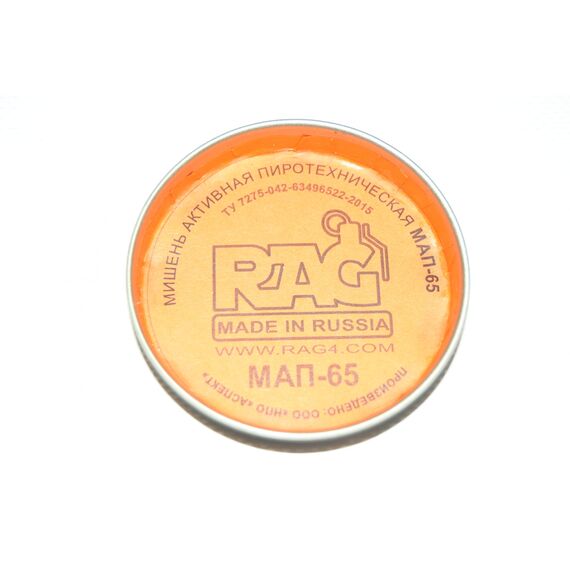 МИШЕНЬ АКТИВНАЯ ПИРОТЕХНИЧЕСКАЯ МАП-65
ТУ 7275-042-63496522-2015
RAG
MADE IN RUSSIA
WWW.RAG4.COM
МАП-65
ПРОИЗВЕДЕНО: ООО «НПО «АСПЕКТ»